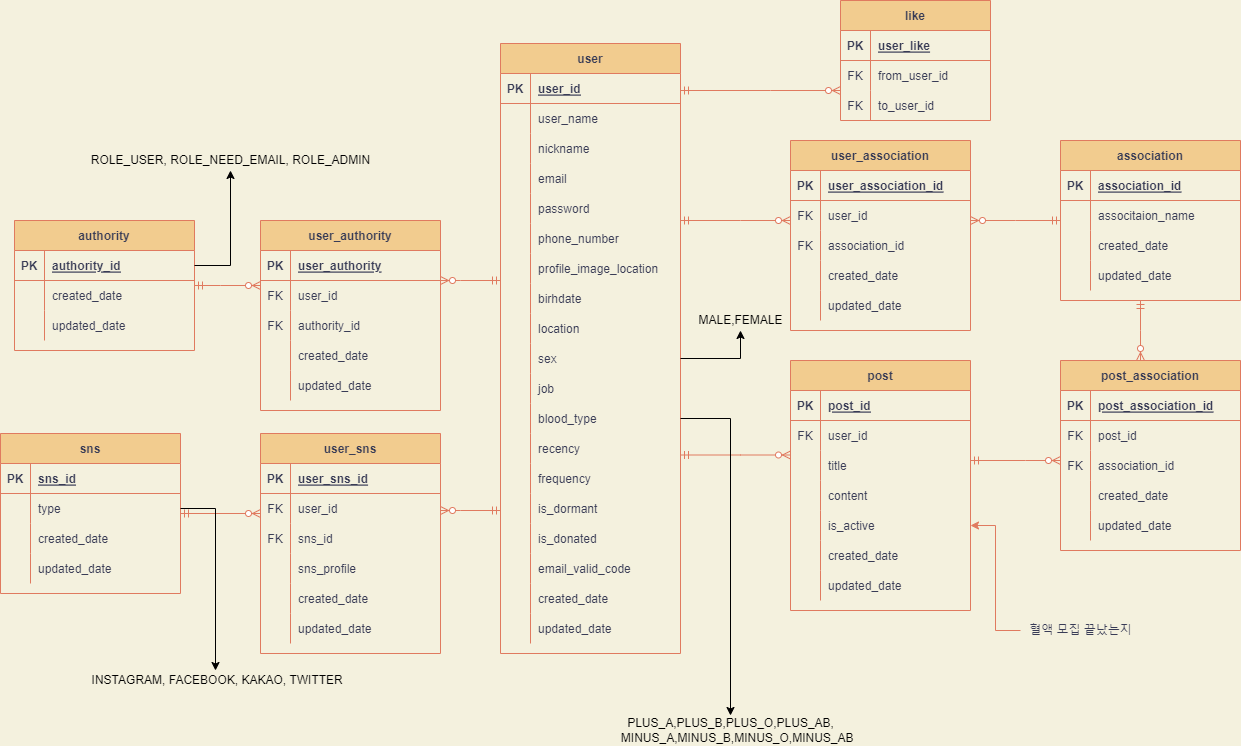 like
PK user_like
FK from_user_id
FK to_user_id
user
PK user_id
user_name
nickname
email
password
phone_number
profile_image_location
birhdate
location
sex
job
blood_type
recency
frequency
is_dormant
is_donated
email_valid_code
created_date
updated_date
user_association
PK user_association_id
FK user_id
FK association_id
created_date
updated_date
association
PK association_id
associtaion_name
created_date
updated_date
ROLE_USER, ROLE_NEED_EMAIL, ROLE_ADMIN
authority
PK authority_id
created_date
updated_date
user_authority
PK user_authority
FK user_id
FK authority_id
created_date
updated_date
MALE,FEMALE
post
PK post_id
FK user_id
title
content
is_active
created_date
updated_date
post_association
PK post_association_id
FK post_id
FK association_id
created_date
updated_date
sns
PK sns_id
type
created_date
updated_date
user_sns
PK user_sns_id
FK user_id
FK sns_id
sns_profile
created_date
updated_date
혈액 모집 끝났는지
INSTAGRAM, FACEBOOK, KAKAO, TWITTER
PLUS_A,PLUS_B,PLUS_O,PLUS_AB,
MINUS_A,MINUS_B,MINUS_O,MINUS_AB